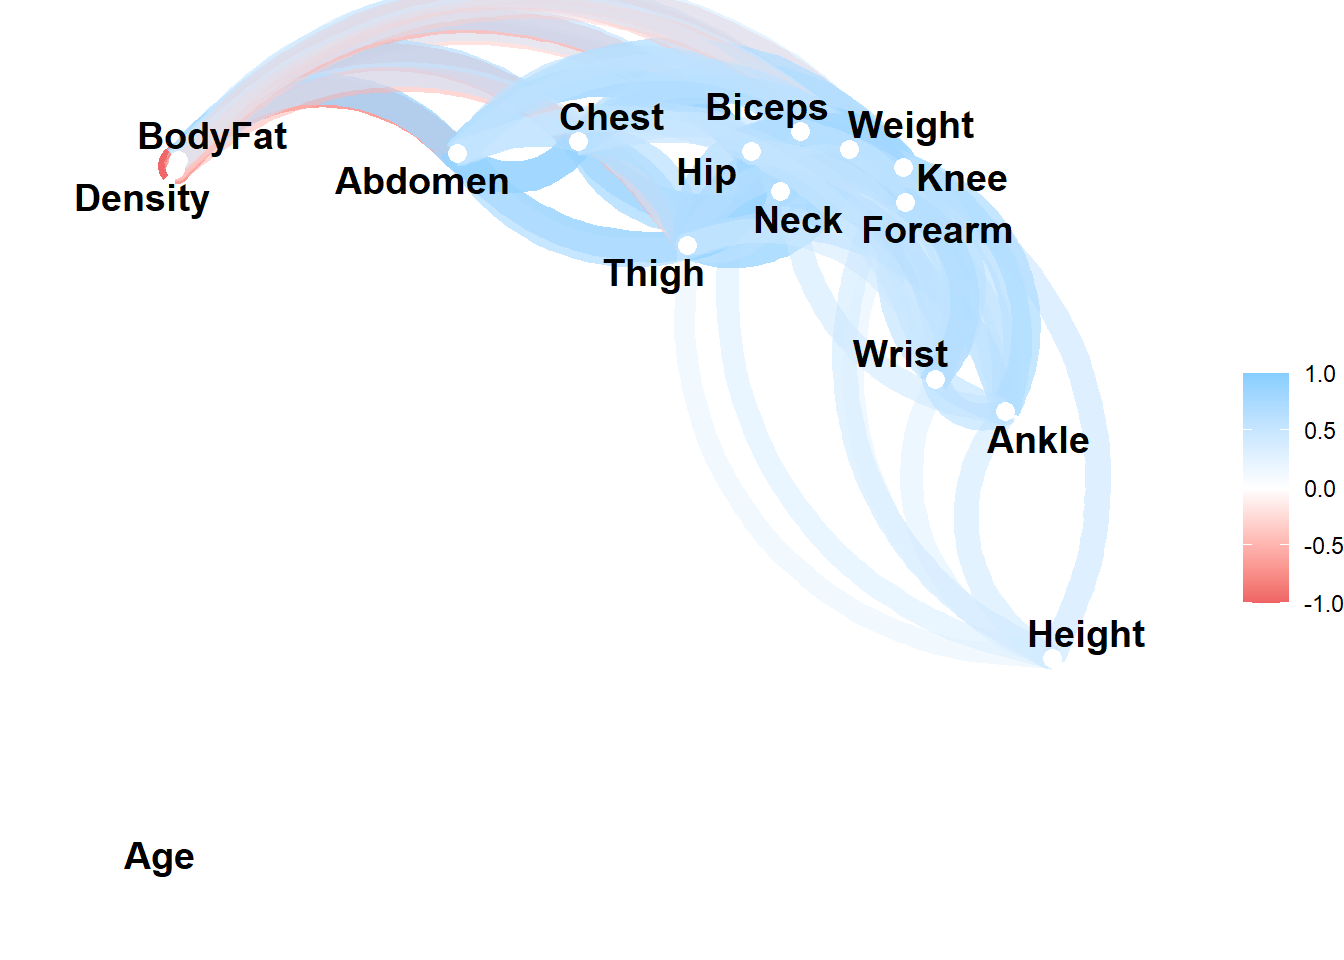 Biceps
Chest
Weight
BodyFat
Hip
Knee
Abdomen
Density
Neck
Forearm
Thigh
Wrist
Ankle
Height
Age
1.0
0.5
0.0
-0.5
-1.0